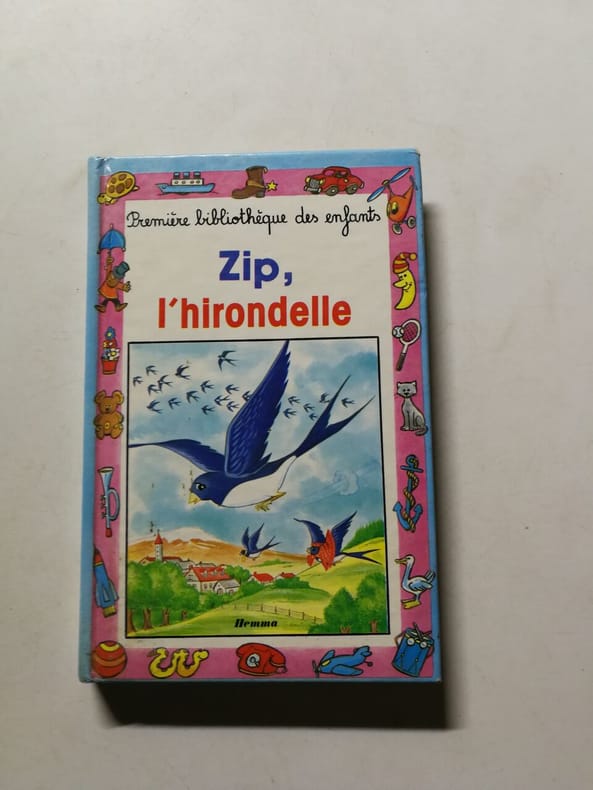 Première bibliothèque des enfants
Zip,
l'hirondelle
Hemma